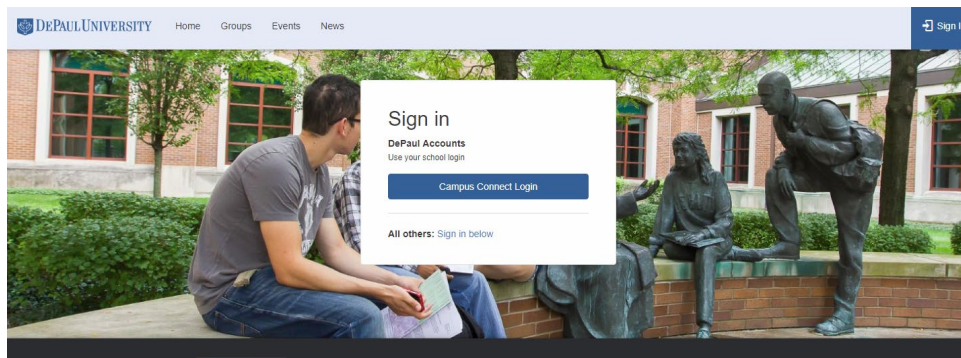 DEPAUL UNIVERSITY Home Groups Events News Sign
Sign in
DePaul Accounts
Use your school login
Campus Connect Login
All others: Sign in below